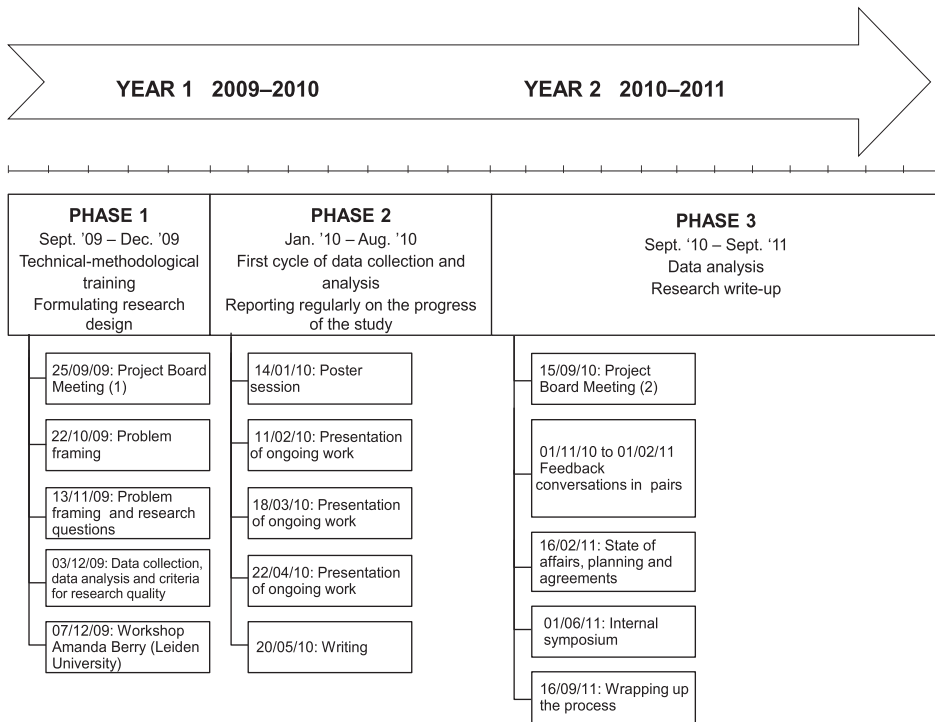 YEAR 1 2009–2010
YEAR 2 2010–2011
PHASE 1
Sept. ’09 – Dec. ’09
Technical-methodological
training
Formulating research
design
25/09/09: Project Board
Meeting (1)
22/10/09: Problem
framing
13/11/09: Problem
framing and research
questions
03/12/09: Data collection,
data analysis and criteria
for research quality
07/12/09: Workshop
Amanda Berry (Leiden
University)
PHASE 2
Jan. ’10 – Aug. ’10
First cycle of data collection and
analysis
Reporting regularly on the progress
of the study
14/01/10: Poster
session
11/02/10: Presentation
of ongoing work
18/03/10: Presentation
of ongoing work
22/04/10: Presentation
of ongoing work
20/05/10: Writing
PHASE 3
Sept. ‘10 – Sept. ‘11
Data analysis
Research write-up
15/09/10: Project
Board Meeting (2)
01/11/10 to 01/02/11
Feedback
conversations in pairs
16/02/11: State of
affairs, planning and
agreements
01/06/11: Internal
symposium
16/09/11: Wrapping up
the process